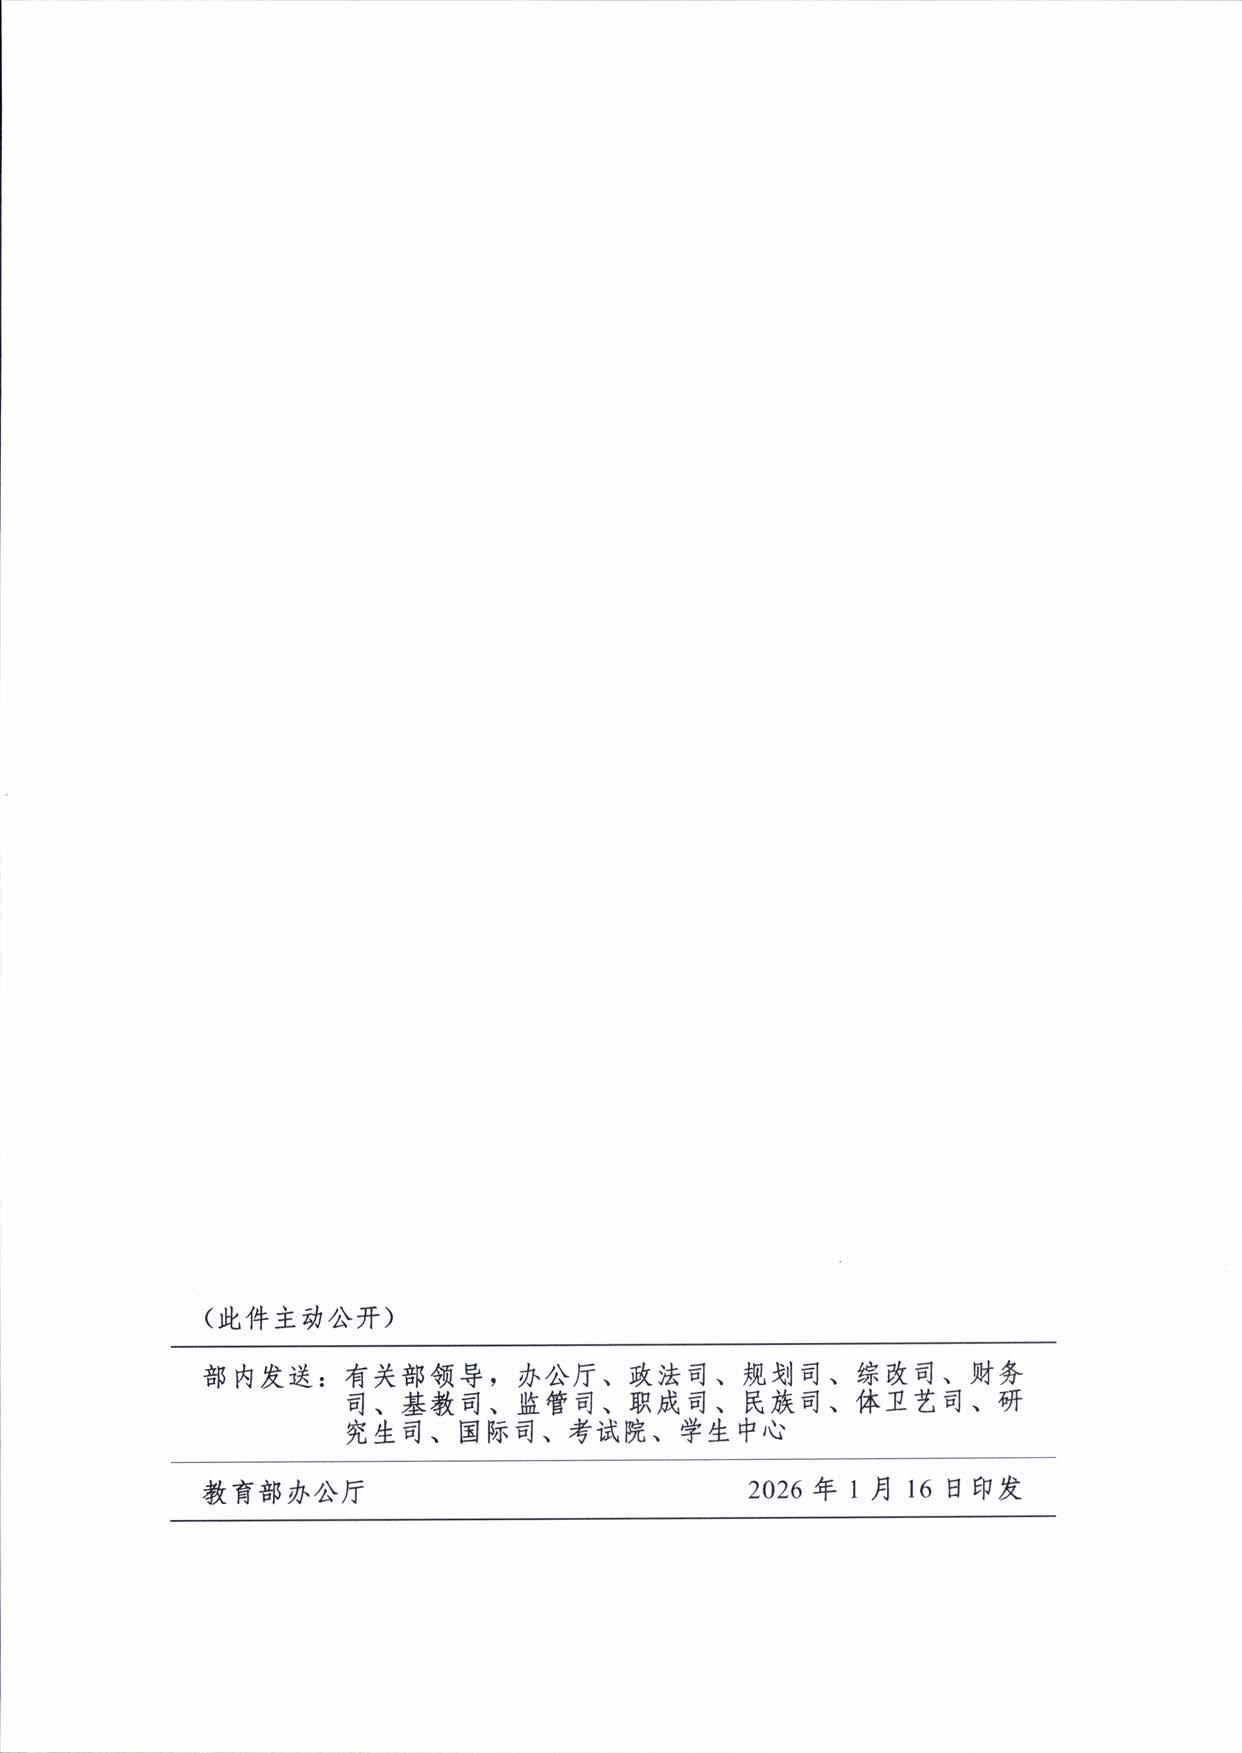 （此件主动公开）
部内发送：有关部领导，办公厅、政法司、规划司、综改司、财务
司、基教司、监管司、职成司、民族司、体卫艺司、研
究生司、国际司、考试院、学生中心
教育部办公厅 2026 年 1 月 16 日印发